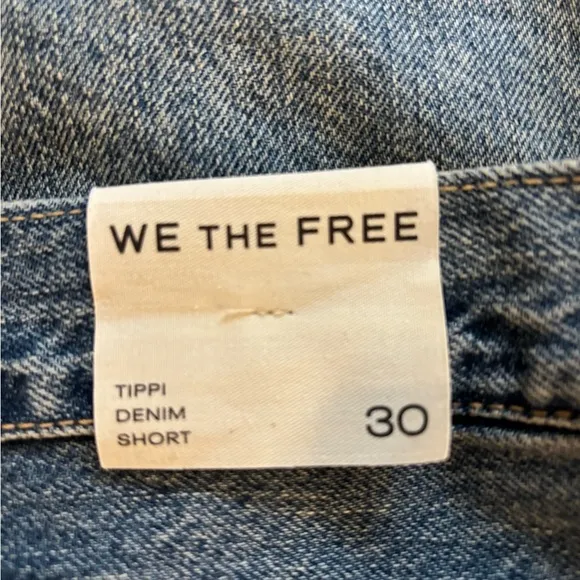 WE THE FREE
TIPPI
DENIM
SHORT
30